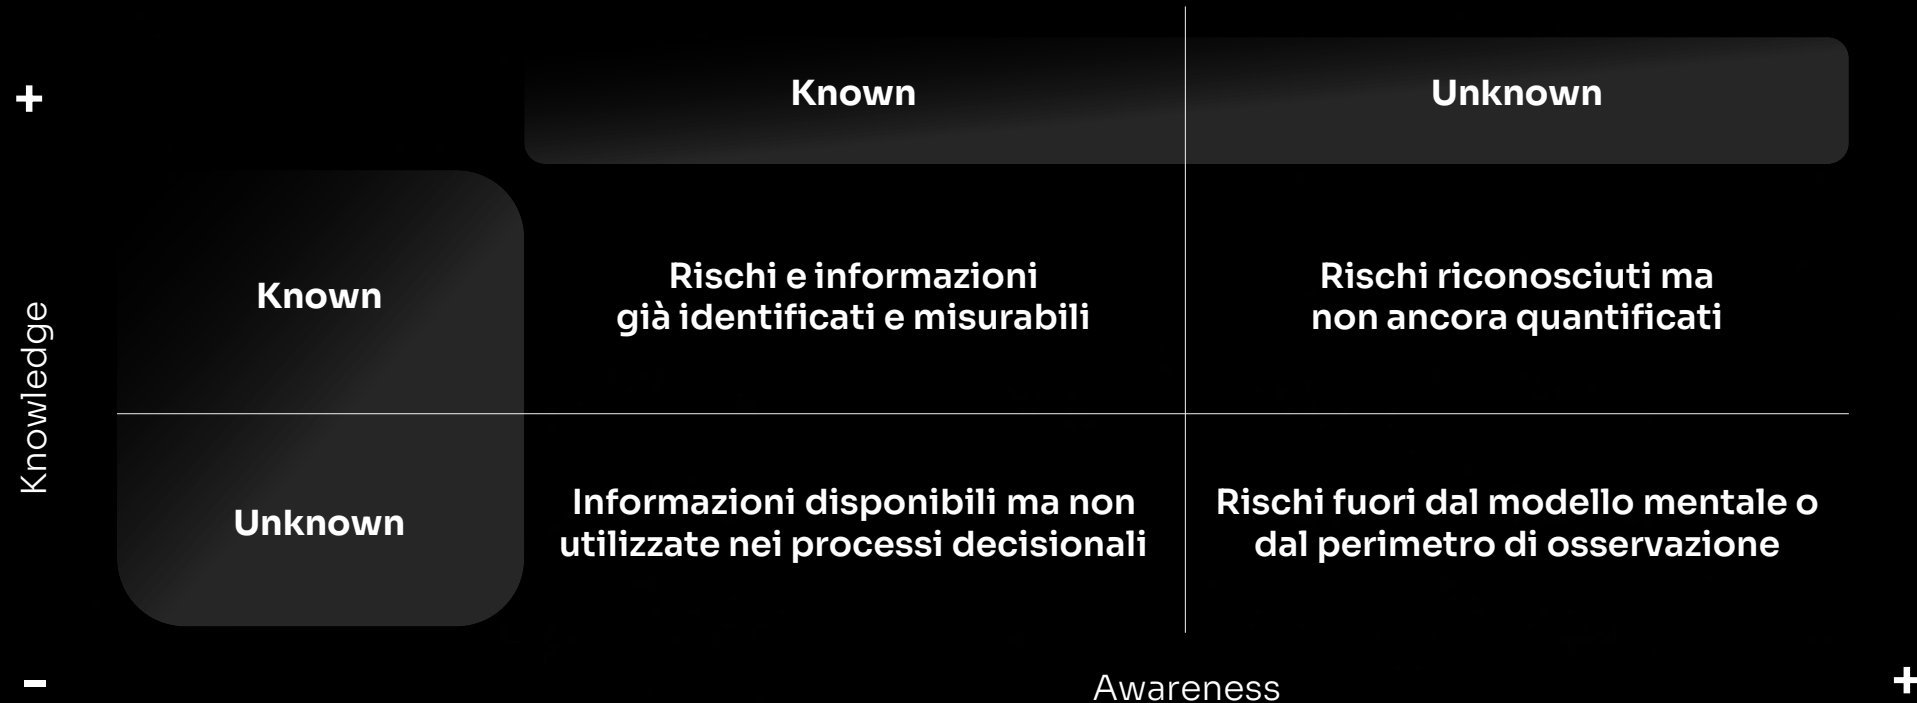 +
Known
Unknown
Known
Rischi e informazioni
già identificati e misurabili
Rischi riconosciuti ma
non ancora quantificati
Knowledge
Unknown
Informazioni disponibili ma non
utilizzate nei processi decisionali
Rischi fuori dal modello mentale o
dal perimetro di osservazione
-
Awareness
+